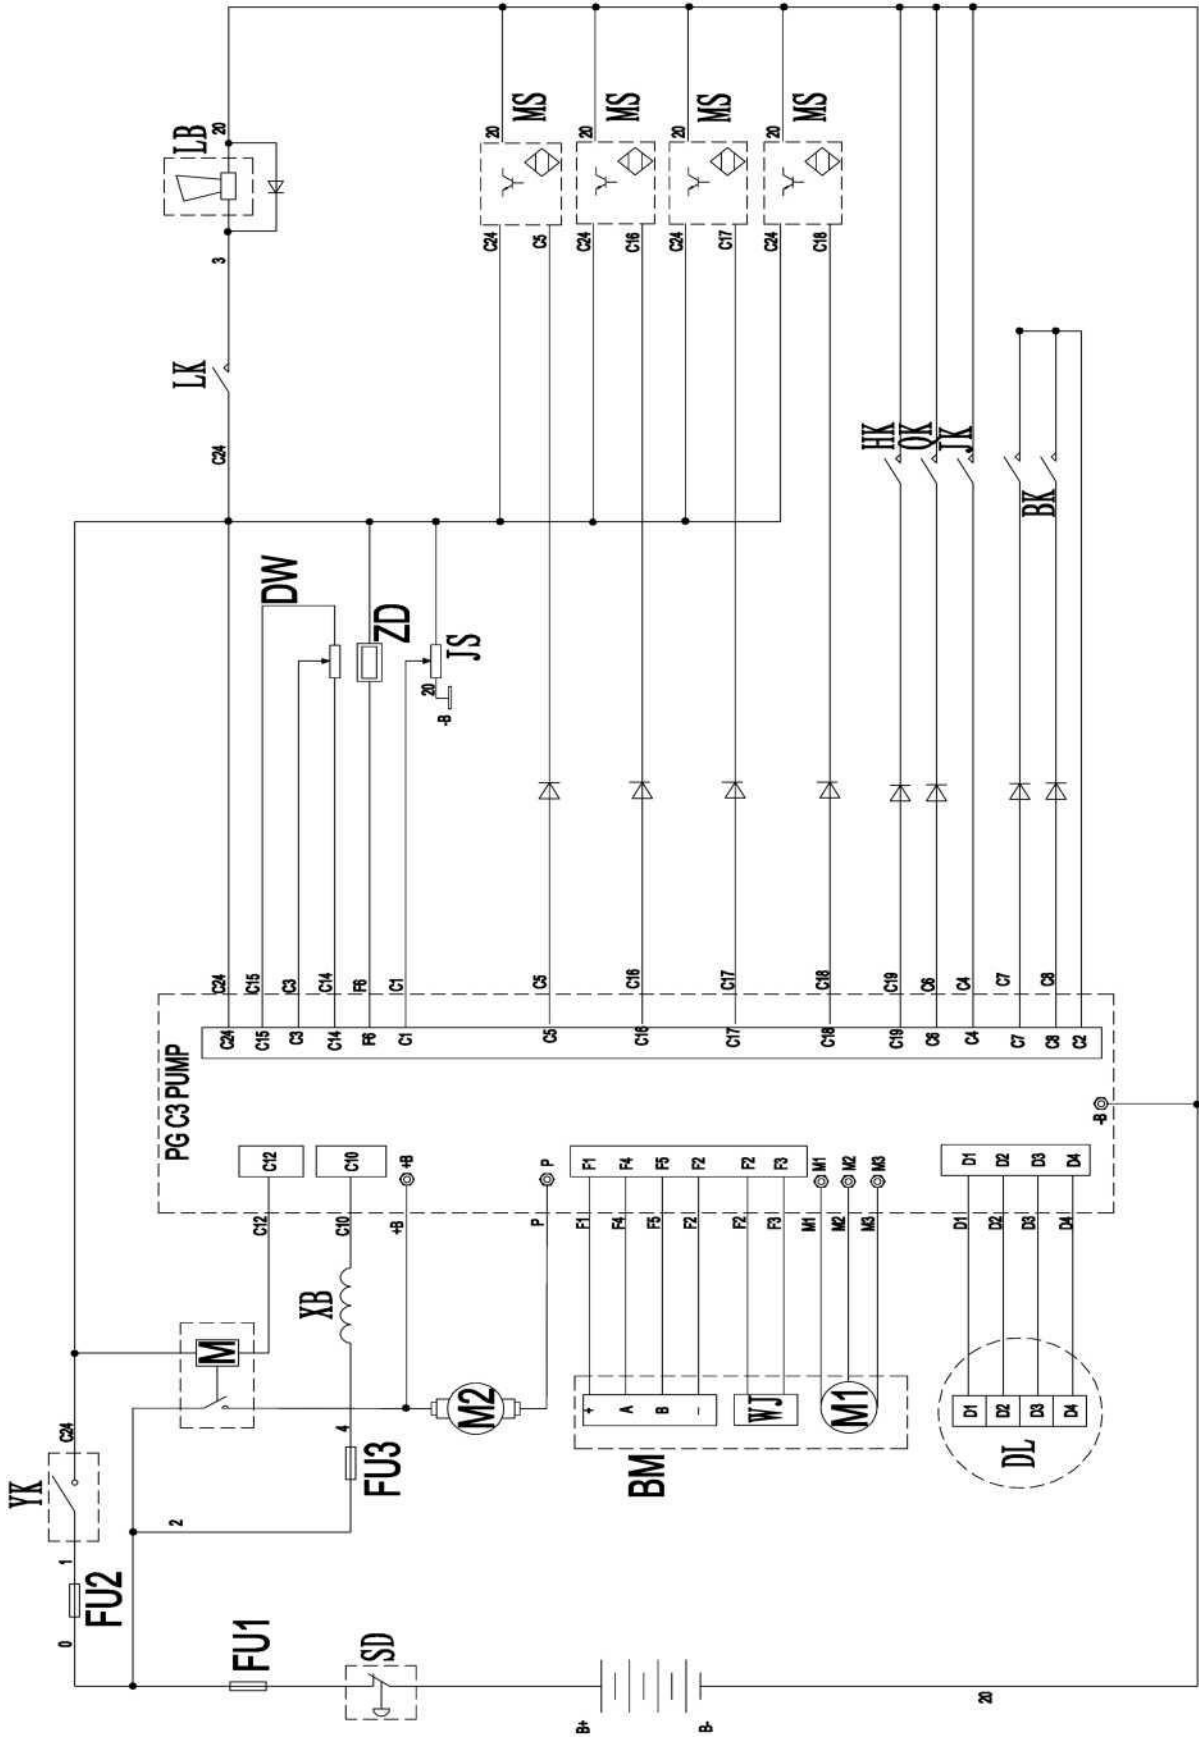 LB
20
3
LK
C24
20
MS
C24
C5
20
MS
C24
C16
20
MS
C24
C17
20
MS
C24
C18
HK
QK
JK
BK
DW
ZD
JS
20
-B
C24
C15
C3
C14
F6
C1
C5
C16
C17
C18
C19
C6
C4
C7
C8
C24
C15
C3
C14
F6
C1
C5
C16
C17
C18
C19
C6
C4
C7
C8
C2
PG C3 PUMP
-B
C12
C10
+B
P
F1
F4
F5
F2
F2
F3
M1
M2
M3
D1
D2
D3
D4
C12
C10
+B
P
F1
F4
F5
F2
F2
F3
M1
M2
M3
D1
D2
D3
D4
M
XB
M2
+
A
B
-
WJ
M1
BM
D1
D2
D3
D4
DL
YK
C24
1
FU2
0
2
4
FU3
FU1
SD
B+
B-
20